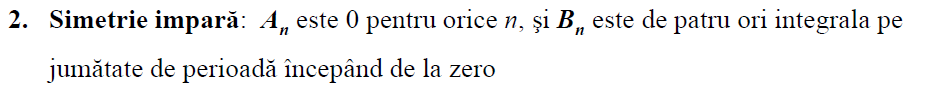 2. Simetrie impară: An este 0 pentru orice n, şi Bn este de patru ori integrala pe
jumătate de perioadă începând de la zero